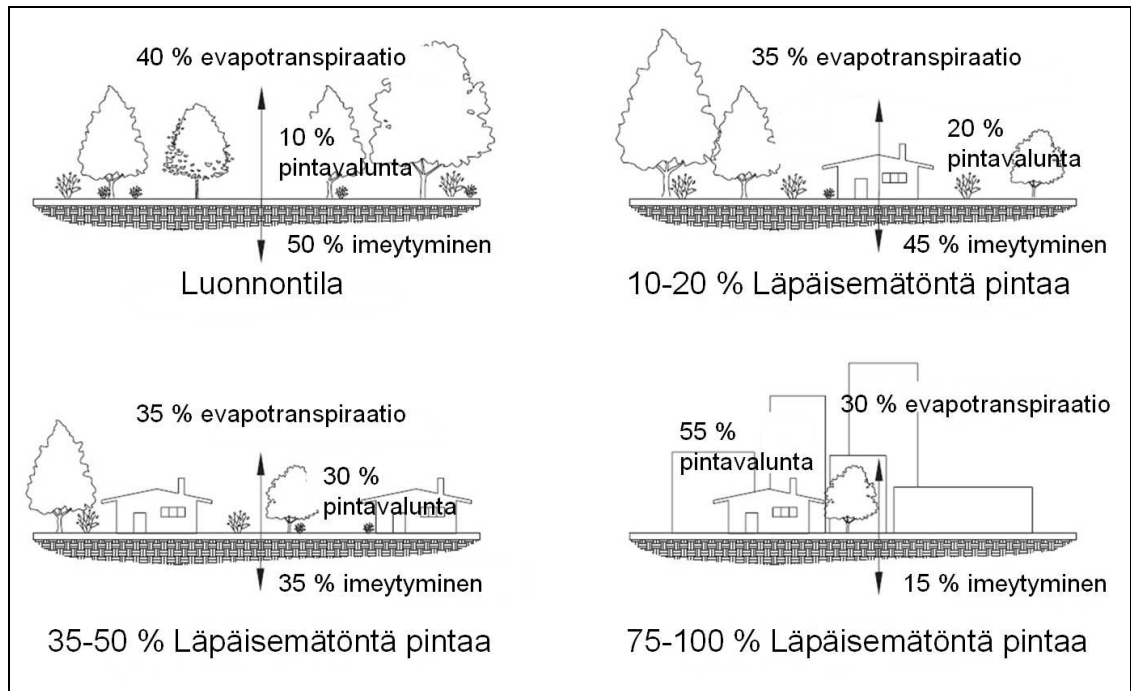 40 % evapotranspiraatio
10 %
pintavalunta
50 % imeytyminen
Luonnontila
35 % evapotranspiraatio
20 %
pintavalunta
45 % imeytyminen
10-20 % Läpäisemätöntä pintaa
35 % evapotranspiraatio
30 %
pintavalunta
35 % imeytyminen
35-50 % Läpäisemätöntä pintaa
30 % evapotranspiraatio
55 %
pintavalunta
15 % imeytyminen
75-100 % Läpäisemätöntä pintaa